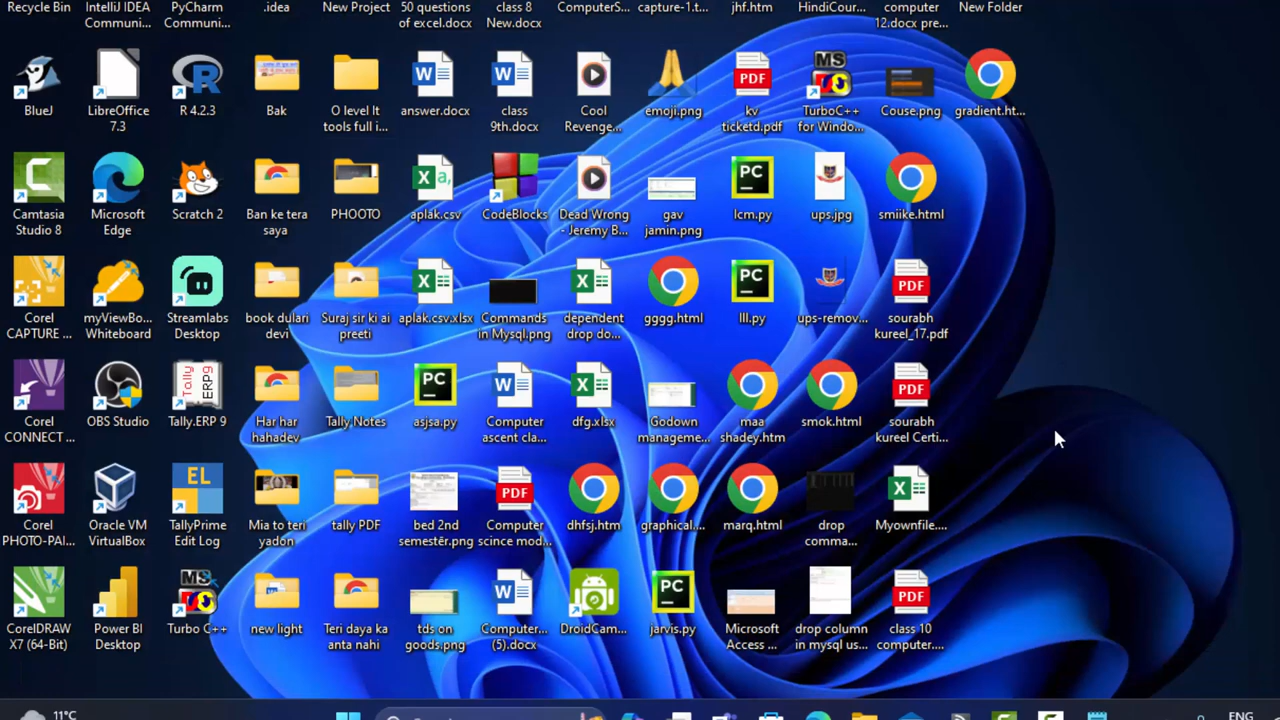 Recycle Bin
IntelliJ IDEA
Communi...
PyCharm
Communi...
.idea
New Project
50 questions
of excel.docx
class 8
New.docx
ComputerS...
capture-1.t...
jhf.htm
HindiCour...
computer
12.docx pre...
New Folder
BlueJ
LibreOffice
7.3
R 4.2.3
Bak
O level It
tools full i...
answer.docx
class
9th.docx
Cool
Revenge...
emoji.png
kv
ticketd.pdf
TurboC++
for Windo...
Couse.png
gradient.ht...
Camtasia
Studio 8
Microsoft
Edge
Scratch 2
Ban ke tera
saya
PHOOTO
aplak.csv
CodeBlocks
Dead Wrong
- Jeremy B...
gav
jamin.png
lcm.py
ups.jpg
smiike.html
Corel
CAPTURE ...
myViewBo...
Whiteboard
Streamlabs
Desktop
book dulari
devi
Suraj sir ki ai
preeti
aplak.csv.xlsx
Commands
in Mysql.png
dependent
drop do...
gggg.html
lll.py
ups-remov...
sourabh
kureel_17.pdf
Corel
CONNECT ...
OBS Studio
Tally.ERP 9
Har har
hahadev
Tally Notes
asjsa.py
Computer
ascent cla...
dfg.xlsx
Godown
manageme...
maa
shadey.htm
smok.html
sourabh
kureel Certi...
Corel
PHOTO-PAI...
Oracle VM
VirtualBox
TallyPrime
Edit Log
Mia to teri
yadon
tally PDF
bed 2nd
semester.png
Computer
scince mod...
dhfsj.htm
graphical....
marq.html
drop
comma...
Myownfile....
CorelDRAW
X7 (64-Bit)
Power BI
Desktop
Turbo C++
new light
Teri daya ka
anta nahi
tds on
goods.png
Computer...
(5).docx
DroidCam...
jarvis.py
Microsoft
Access ...
drop column
in mysql us...
class 10
computer....
11°C
ENG